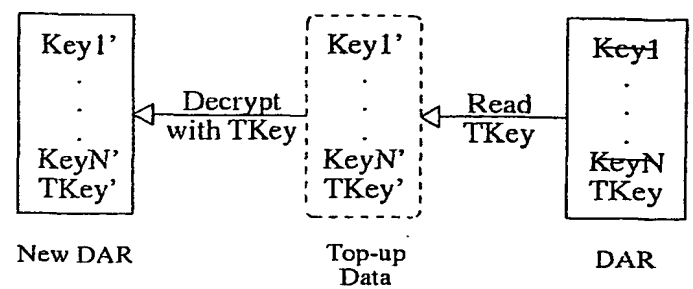 Key1'
.
.
.
KeyN'
TKey'
New DAR
Decrypt
with TKey
Key1'
.
.
.
KeyN'
TKey'
Top-up
Data
Read
TKey
Key1
.
.
.
KeyN
TKey
DAR